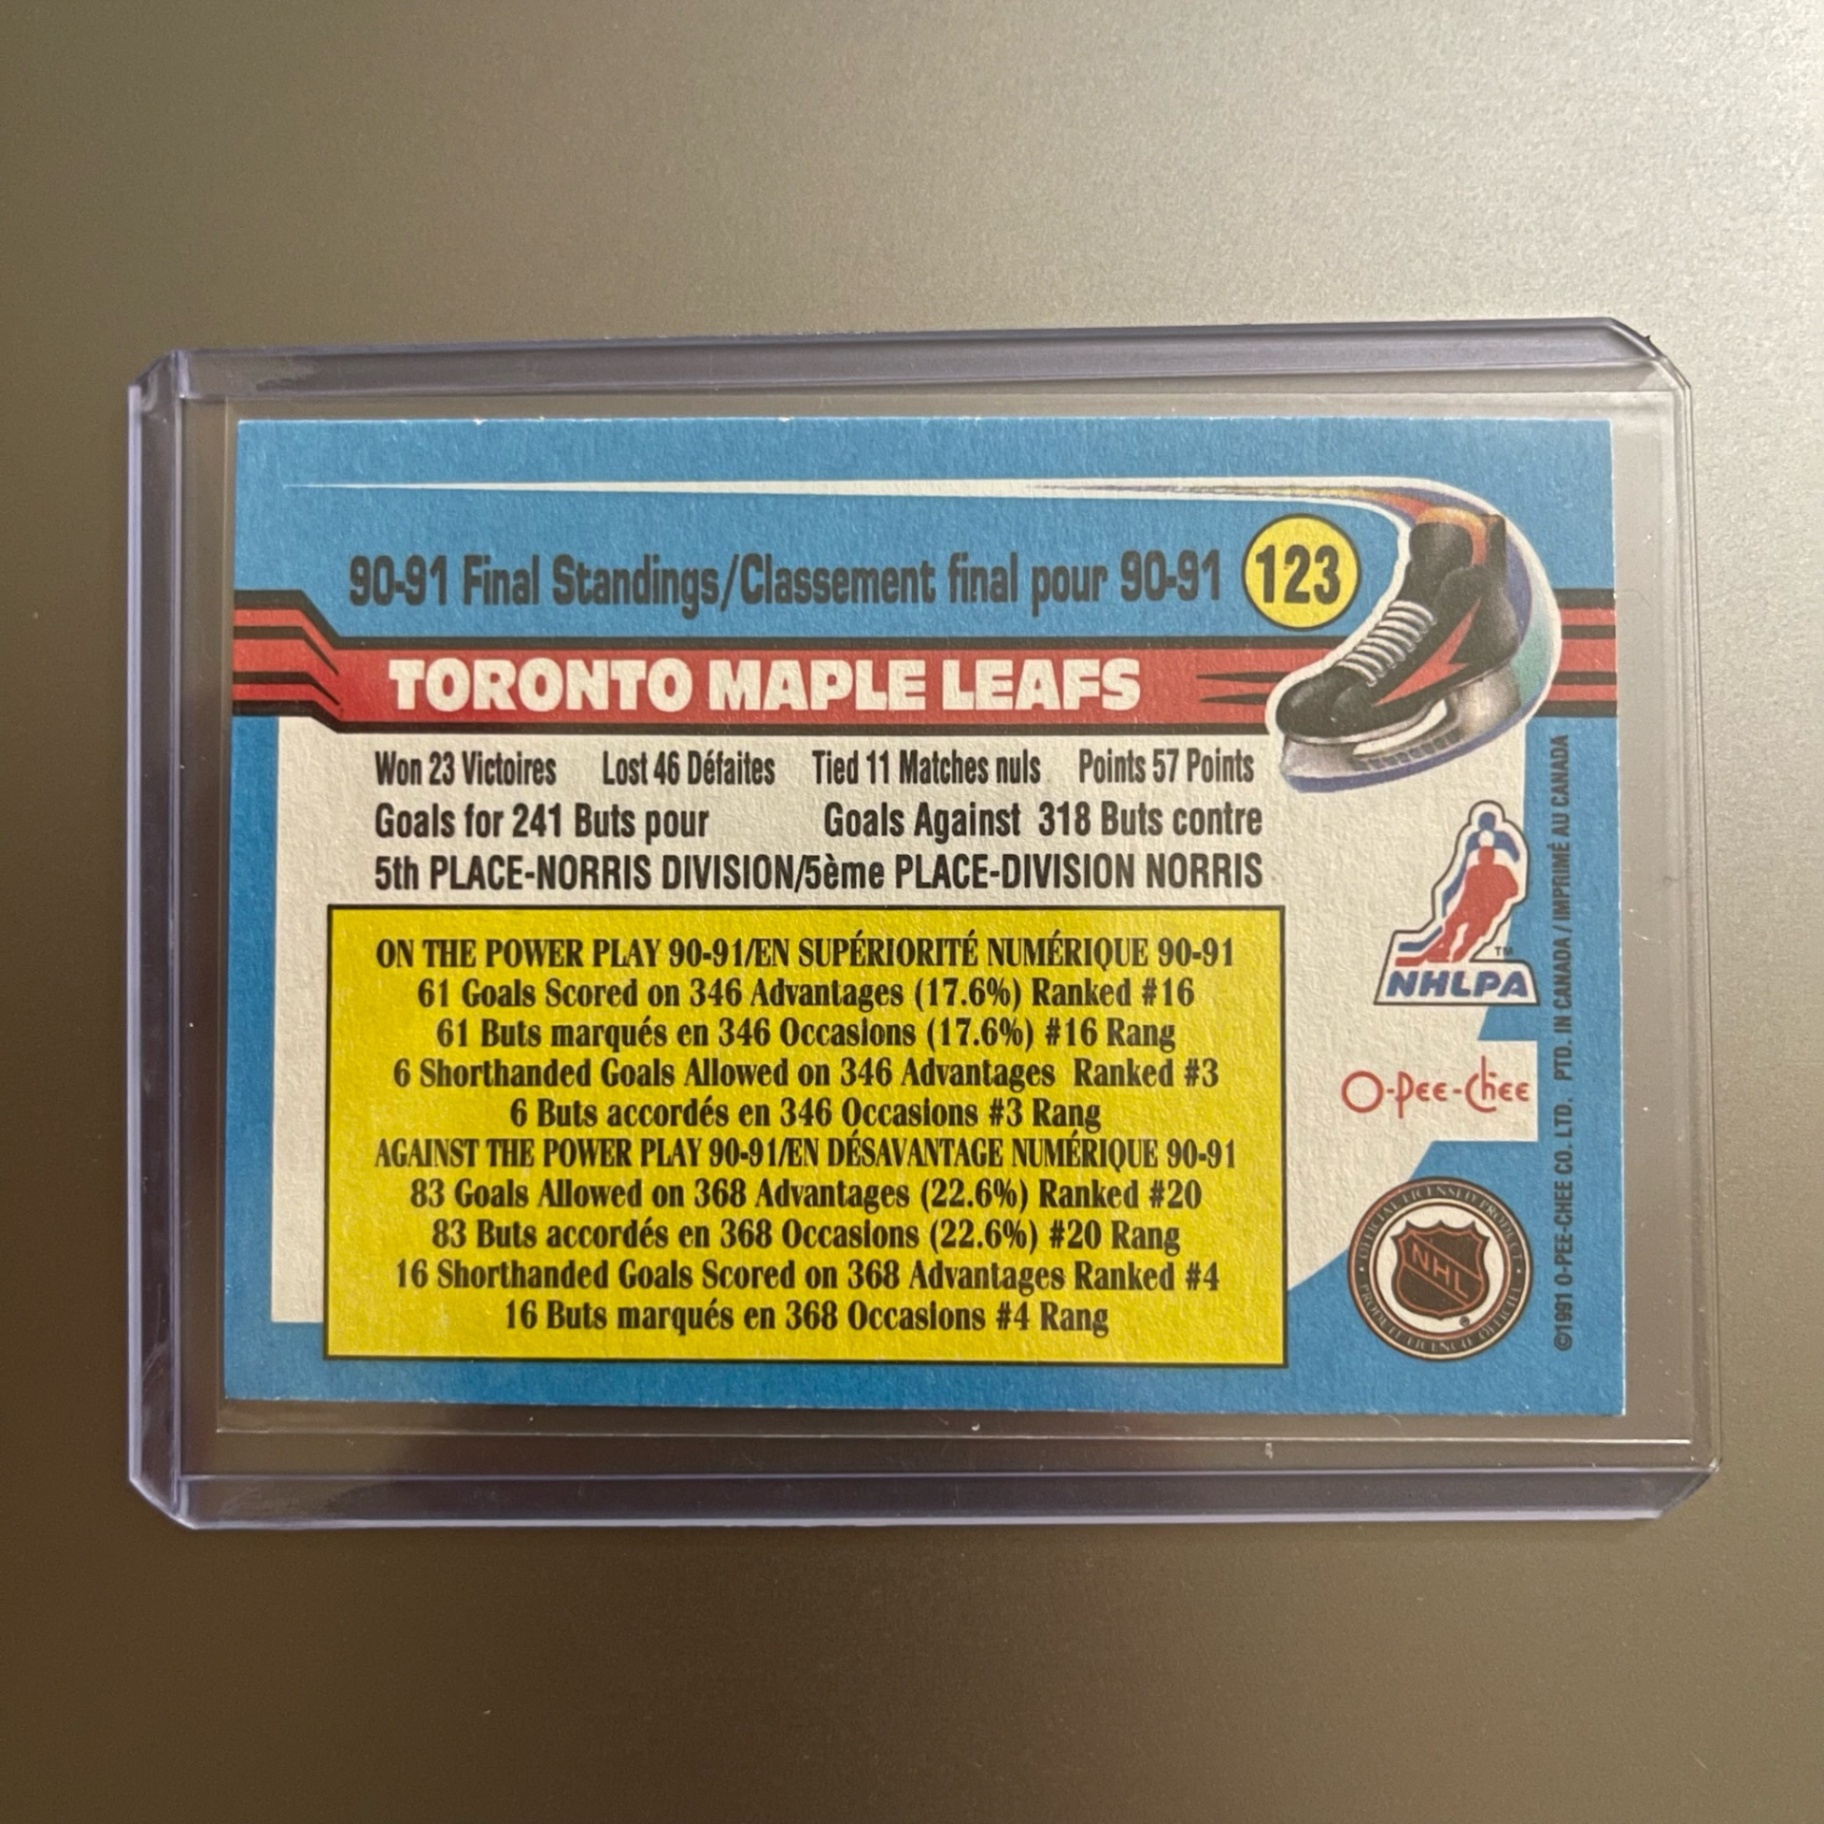 90-91 Final Standings/Classement final pour 90-91
123
TORONTO MAPLE LEAFS
Won 23 Victoires Lost 46 Défaites Tied 11 Matches nuls Points 57 Points
Goals for 241 Buts pour Goals Against 318 Buts contre
5th PLACE-NORRIS DIVISION/5ème PLACE-DIVISION NORRIS
ON THE POWER PLAY 90-91/EN SUPÉRIORITÉ NUMÉRIQUE 90-91
61 Goals Scored on 346 Advantages (17.6%) Ranked #16
61 Buts marqués en 346 Occasions (17.6%) #16 Rang
6 Shorthanded Goals Allowed on 346 Advantages Ranked #3
6 Buts accordés en 346 Occasions #3 Rang
AGAINST THE POWER PLAY 90-91/EN DÉSAVANTAGE NUMÉRIQUE 90-91
83 Goals Allowed on 368 Advantages (22.6%) Ranked #20
83 Buts accordés en 368 Occasions (22.6%) #20 Rang
16 Shorthanded Goals Scored on 368 Advantages Ranked #4
16 Buts marqués en 368 Occasions #4 Rang
TM
NHLPA
O-Pee-Chee
OFFICIAL LICENSED PRODUCT
NHL
®
PRODUIT LICENCIÉ OFFICIEL
©1991 O-PEE-CHEE CO. LTD. PTD. IN CANADA / IMPRIMÉ AU CANADA